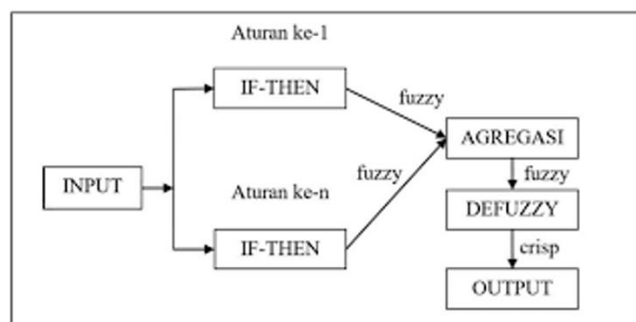 Aturan ke-1
IF-THEN
fuzzy
AGREGASI
fuzzy
INPUT
Aturan ke-n
fuzzy
DEFUZZY
IF-THEN
crisp
OUTPUT